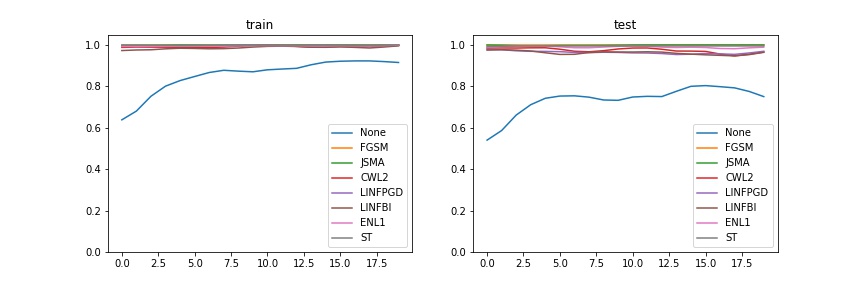 train
1.0
0.8
0.6
0.4
0.2
0.0
0.0 2.5 5.0 7.5 10.0 12.5 15.0 17.5
None
FGSM
JSMA
CWL2
LINFPGD
LINFBI
ENL1
ST
test
1.0
0.8
0.6
0.4
0.2
0.0
0.0 2.5 5.0 7.5 10.0 12.5 15.0 17.5
None
FGSM
JSMA
CWL2
LINFPGD
LINFBI
ENL1
ST